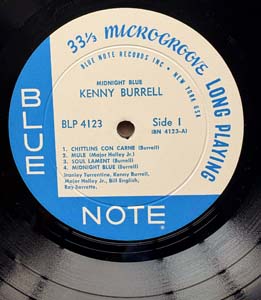 33⅓ MICROGROOVE LONG PLAYING
BLUE NOTE RECORDS INC • NEW YORK USA
MIDNIGHT BLUE
KENNY BURRELL
BLP 4123 Side 1
(BN 4123-A)
1. CHITTLINS CON CARNE (Burrell)
2. MULE (Major Holley Jr.)
3. SOUL LAMENT (Burrell)
4. MIDNIGHT BLUE (Burrell)
Stanley Turrentine, Kenny Burrell,
Major Holley Jr., Bill English,
Ray Barretto.
BLUE
NOTE